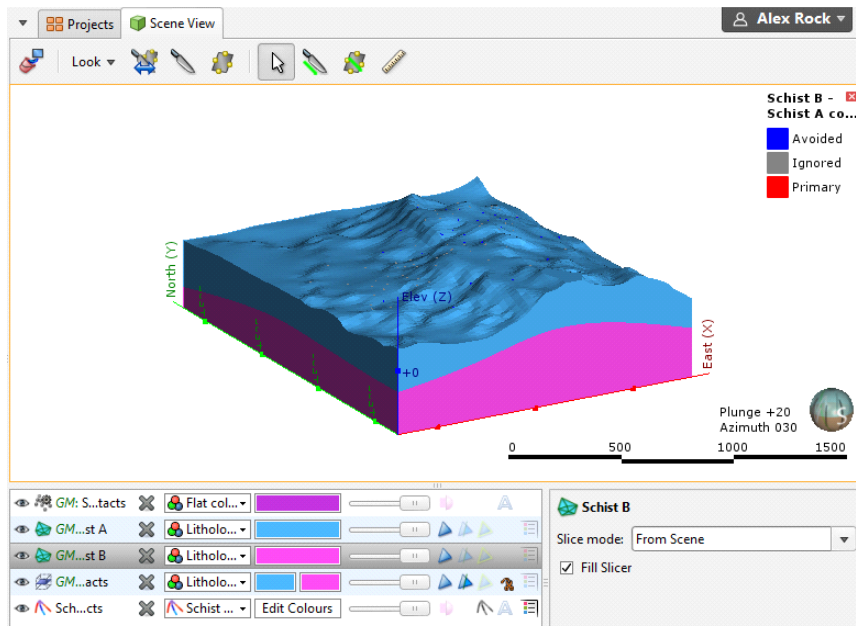 Projects
Scene View
Alex Rock
Look
Schist B -
Schist A co...
Avoided
Ignored
Primary
North (Y)
Elev (Z)
East (X)
+0
Plunge +20
Azimuth 030
0 500 1000 1500
GM: S...tacts Flat col...
GM...st A Litholo...
GM...st B Litholo...
GM...acts Litholo...
Sch...cts Schist ... Edit Colours
Schist B
Slice mode: From Scene
Fill Slicer